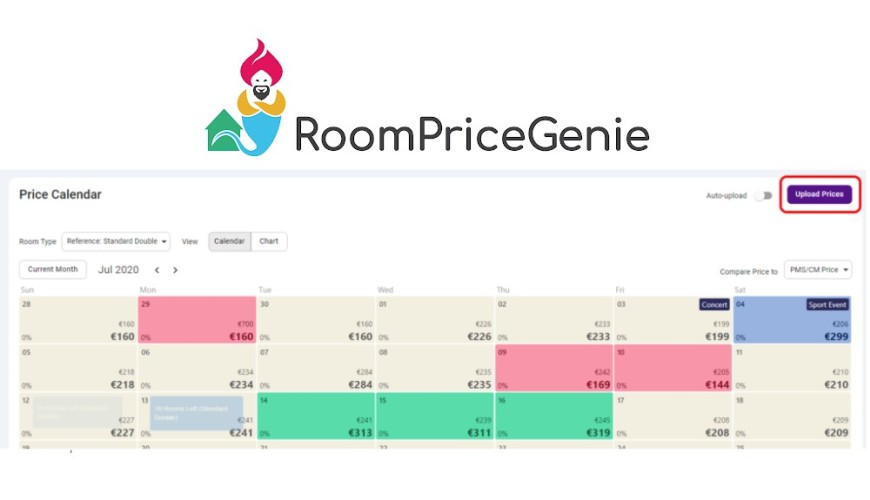 RoomPriceGenie
Price Calendar
Auto-upload
Upload Prices
Room Type Reference: Standard Double View Calendar Chart
Current Month Jul 2020 < >
Compare Price to PMS/CM Price
Sun Mon Tue Wed Thu Fri Sat
28 29 30 01 02 03 Concert 04 Sport Event
€160 €700 €160 €226 €233 €199 €206
0% €160 0% €160 0% €160 0% €226 0% €233 0% €199 0% €299
05 06 07 08 09 10 11
€218 €234 €284 €235 €242 €205 €210
0% €218 0% €234 0% €284 0% €235 0% €169 0% €144 0% €210
12 13 14 15 16 17 18
10 Rooms Left (Standard
Double)
€227 €241 €241 €239 €245 €208 €209
0% €227 0% €241 0% €313 0% €311 0% €319 0% €208 0% €209